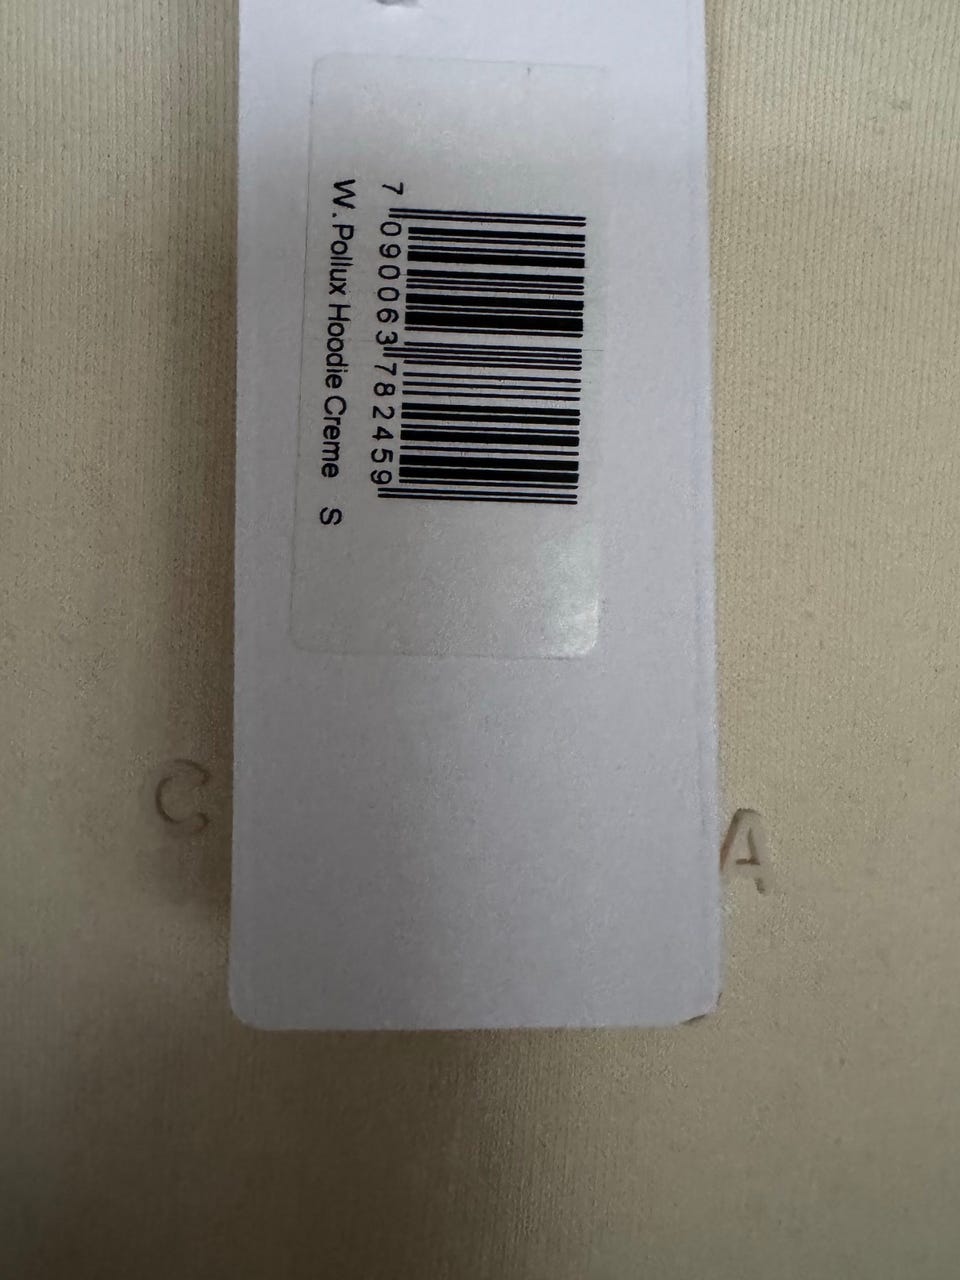 7 090063 782459
W. Pollux Hoodie Creme S
C
A